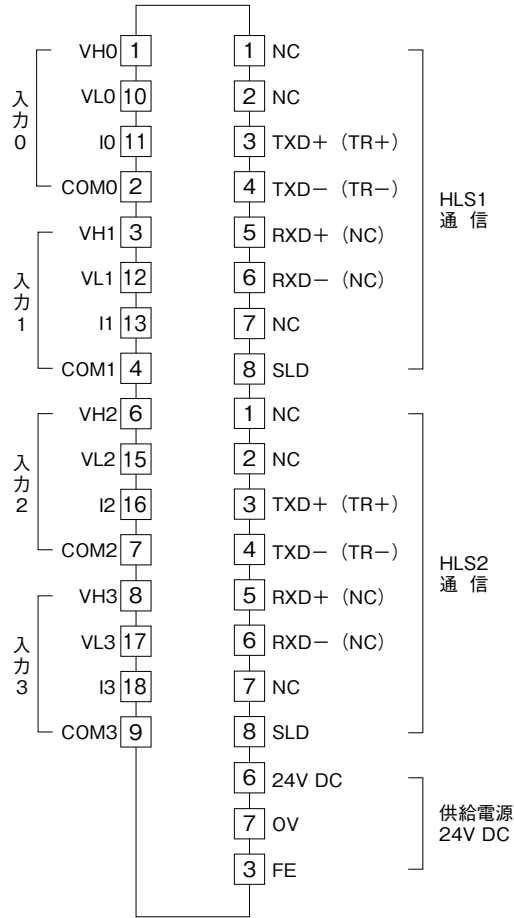 VH0 1
VL0 10
I0 11
COM0 2
入力0
VH1 3
VL1 12
I1 13
COM1 4
入力1
VH2 6
VL2 15
I2 16
COM2 7
入力2
VH3 8
VL3 17
I3 18
COM3 9
入力3
1 NC
2 NC
3 TXD+（TR+）
4 TXD−（TR−）
5 RXD+（NC）
6 RXD−（NC）
7 NC
8 SLD
HLS1
通 信
1 NC
2 NC
3 TXD+（TR+）
4 TXD−（TR−）
5 RXD+（NC）
6 RXD−（NC）
7 NC
8 SLD
HLS2
通 信
6 24V DC
7 0V
3 FE
供給電源
24V DC